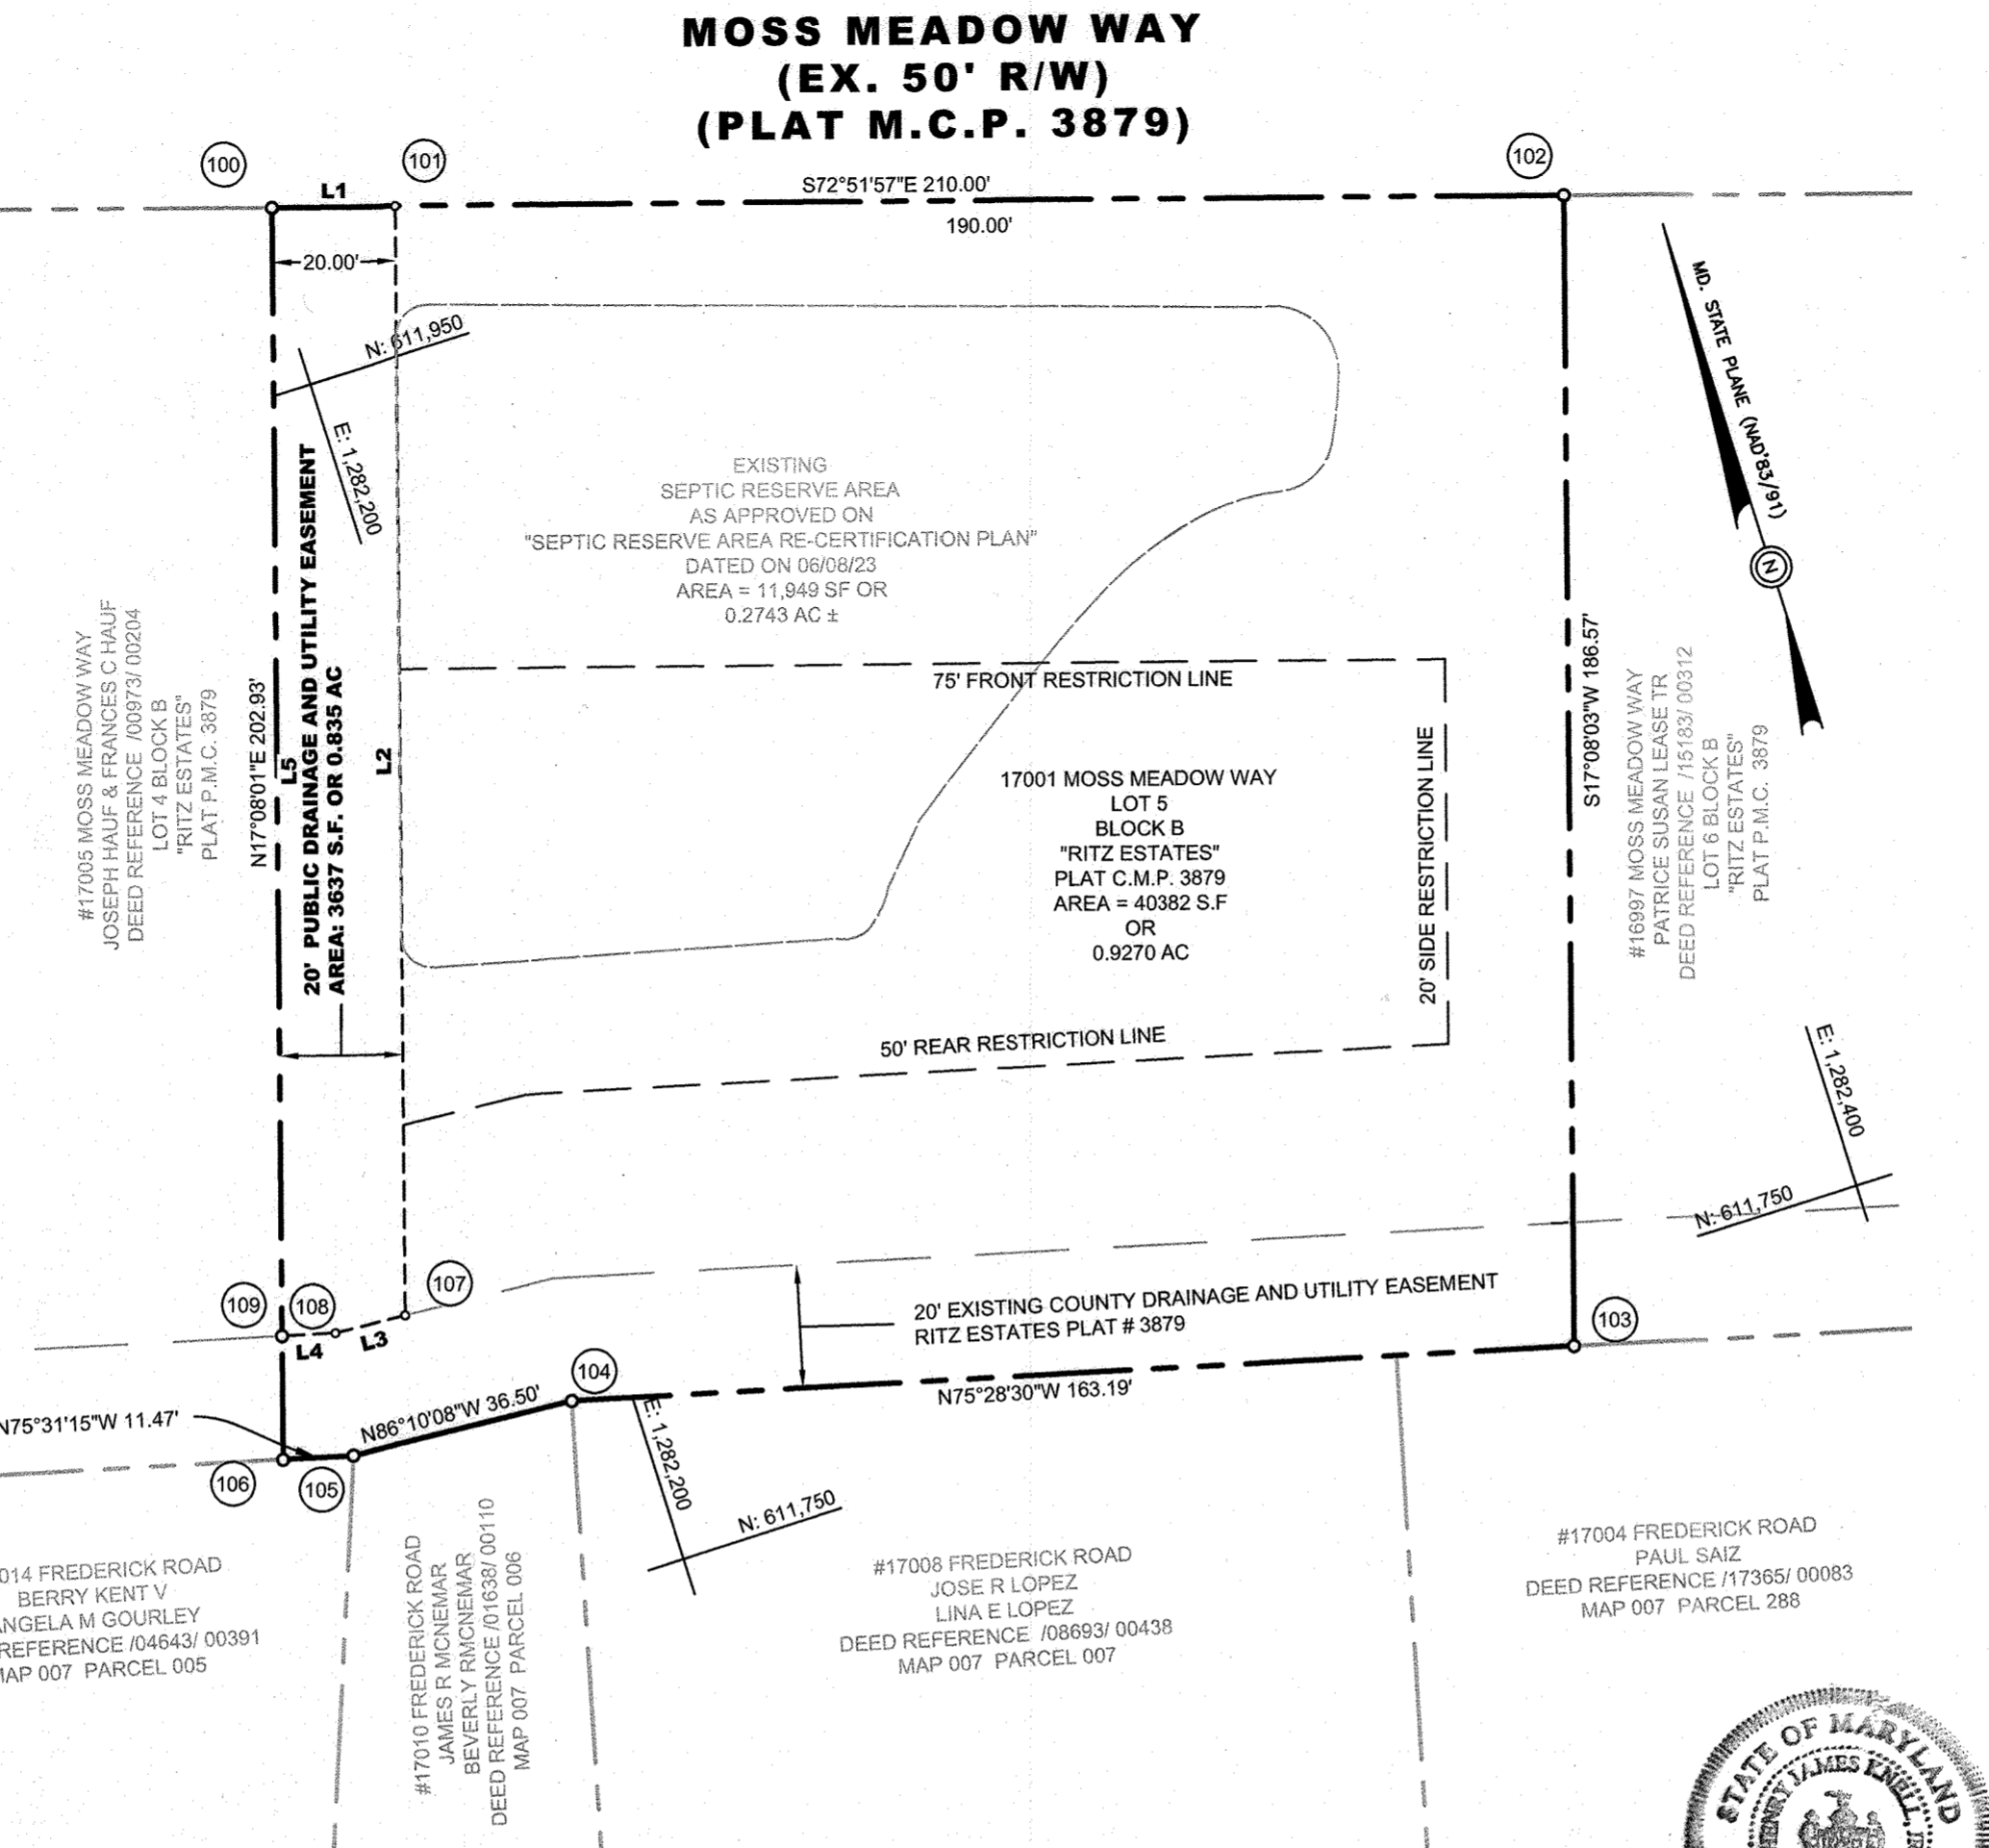 MOSS MEADOW WAY
(EX. 50' R/W)
(PLAT M.C.P. 3879)
100
101
102
L1
S72°51'57"E 210.00'
190.00'
20.00'
N: 611,950
E: 1,282,200
MD. STATE PLANE (NAD'83/91)
N
EXISTING
SEPTIC RESERVE AREA
AS APPROVED ON
"SEPTIC RESERVE AREA RE-CERTIFICATION PLAN"
DATED ON 06/08/23
AREA = 11,949 SF OR
0.2743 AC ±
#17005 MOSS MEADOW WAY
JOSEPH HAUF & FRANCES C HAUF
DEED REFERENCE /00973/ 00204
LOT 4 BLOCK B
"RITZ ESTATES"
PLAT P.M.C. 3879
N17°08'01"E 202.93'
L5
20' PUBLIC DRAINAGE AND UTILITY EASEMENT
AREA: 3637 S.F. OR 0.835 AC
L2
75' FRONT RESTRICTION LINE
17001 MOSS MEADOW WAY
LOT 5
BLOCK B
"RITZ ESTATES"
PLAT C.M.P. 3879
AREA = 40382 S.F
OR
0.9270 AC
20' SIDE RESTRICTION LINE
S17°08'03"W 186.57'
#16997 MOSS MEADOW WAY
PATRICE SUSAN LEASE TR
DEED REFERENCE /15183/ 00312
LOT 6 BLOCK B
"RITZ ESTATES"
PLAT P.M.C. 3879
50' REAR RESTRICTION LINE
E: 1,282,400
N: 611,750
109
108
107
L4
L3
20' EXISTING COUNTY DRAINAGE AND UTILITY EASEMENT
RITZ ESTATES PLAT # 3879
103
104
N75°28'30"W 163.19'
N86°10'08"W 36.50'
N75°31'15"W 11.47'
106
105
E: 1,282,200
N: 611,750
014 FREDERICK ROAD
BERRY KENT V
ANGELA M GOURLEY
REFERENCE /04643/ 00391
MAP 007 PARCEL 005
#17010 FREDERICK ROAD
JAMES R MCNEMAR
BEVERLY RMCNEMAR
DEED REFERENCE /01638/ 00110
MAP 007 PARCEL 006
#17008 FREDERICK ROAD
JOSE R LOPEZ
LINA E LOPEZ
DEED REFERENCE /08693/ 00438
MAP 007 PARCEL 007
#17004 FREDERICK ROAD
PAUL SAIZ
DEED REFERENCE /17365/ 00083
MAP 007 PARCEL 288
STATE OF MARYLAND
HENRY JAMES KNELL